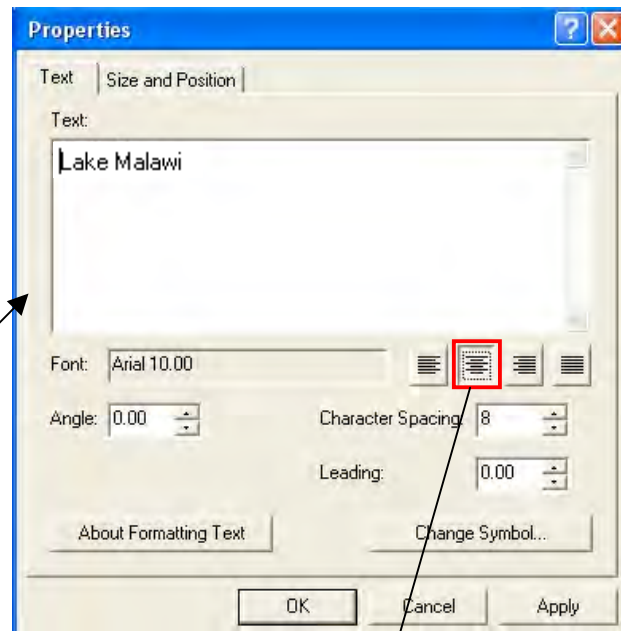 Properties
Text Size and Position
Text:
Lake Malawi
Font: Arial 10.00
Angle: 0.00 Character Spacing: 8
Leading: 0.00
About Formatting Text Change Symbol...
OK Cancel Apply